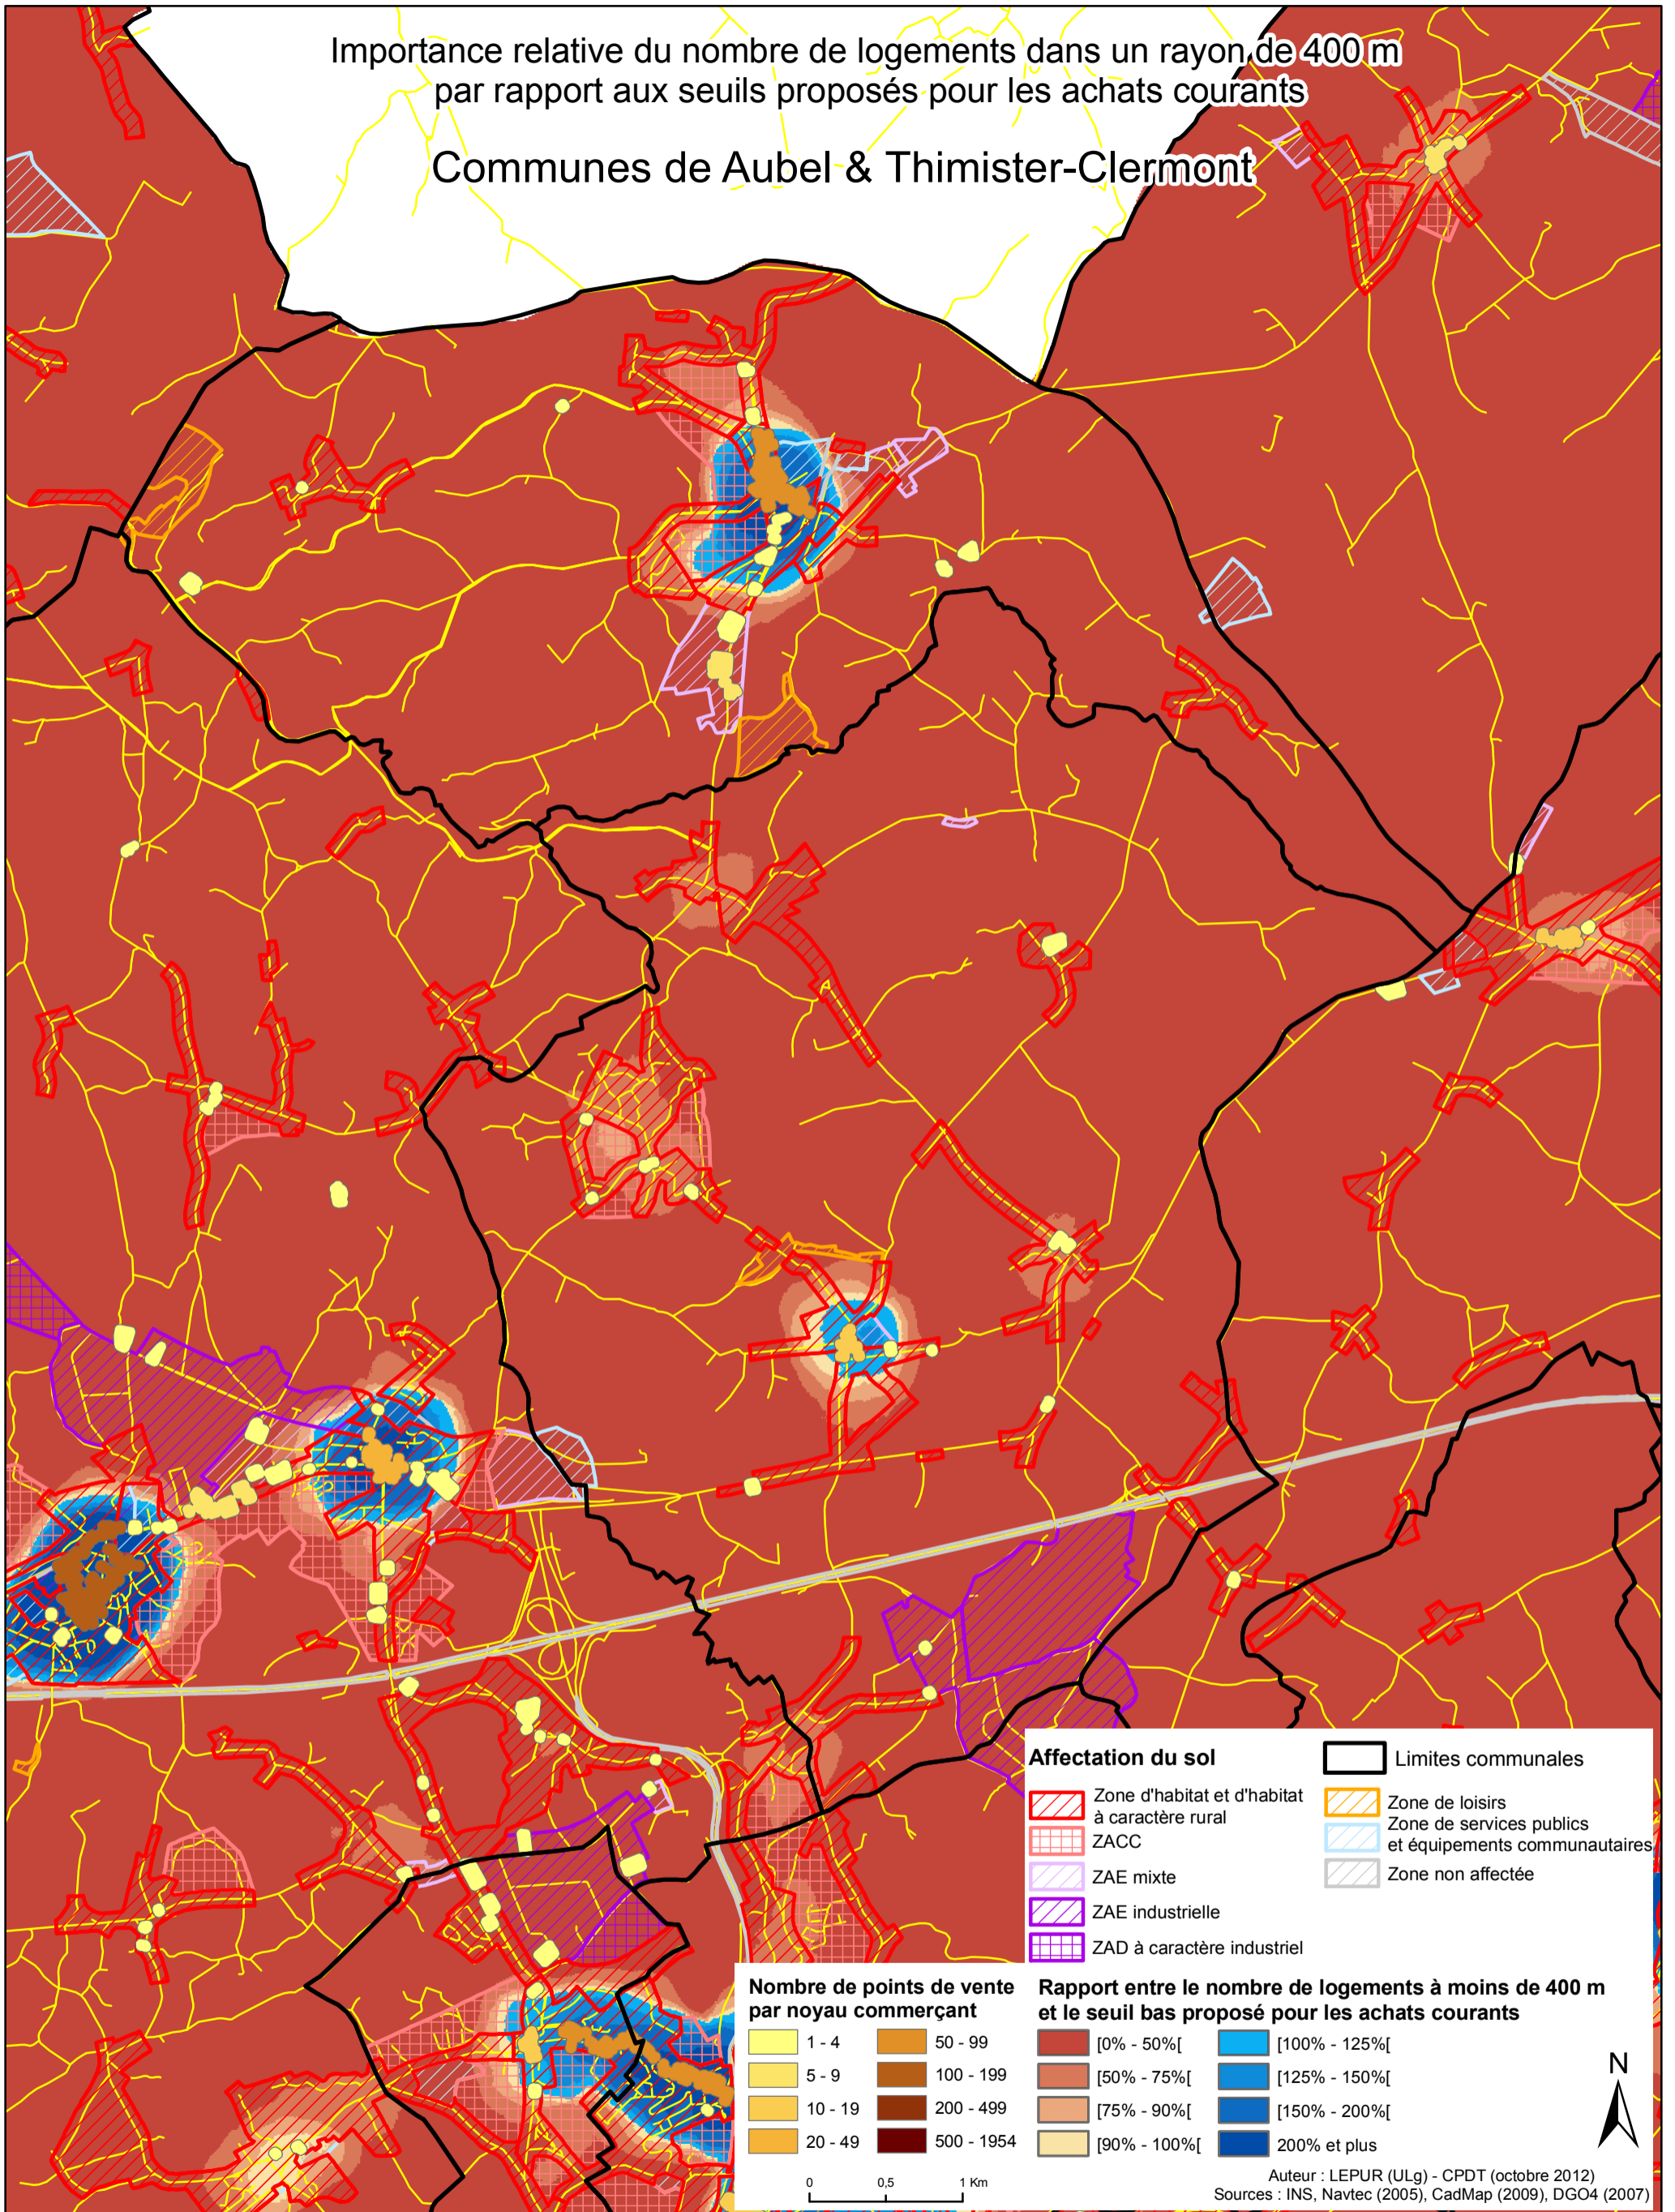 Importance relative du nombre de logements dans un rayon de 400 m
par rapport aux seuils proposés pour les achats courants
Communes de Aubel & Thimister-Clermont
Affectation du sol
Zone d'habitat et d'habitat
à caractère rural
ZACC
ZAE mixte
ZAE industrielle
ZAD à caractère industriel
Limites communales
Zone de loisirs
Zone de services publics
et équipements communautaires
Zone non affectée
Nombre de points de vente
par noyau commerçant
1 - 4
5 - 9
10 - 19
20 - 49
50 - 99
100 - 199
200 - 499
500 - 1954
Rapport entre le nombre de logements à moins de 400 m
et le seuil bas proposé pour les achats courants
[0% - 50%[
[50% - 75%[
[75% - 90%[
[90% - 100%[
[100% - 125%[
[125% - 150%[
[150% - 200%[
200% et plus
N
0 0,5 1 Km
Auteur : LEPUR (ULg) - CPDT (octobre 2012)
Sources : INS, Navtec (2005), CadMap (2009), DGO4 (2007)